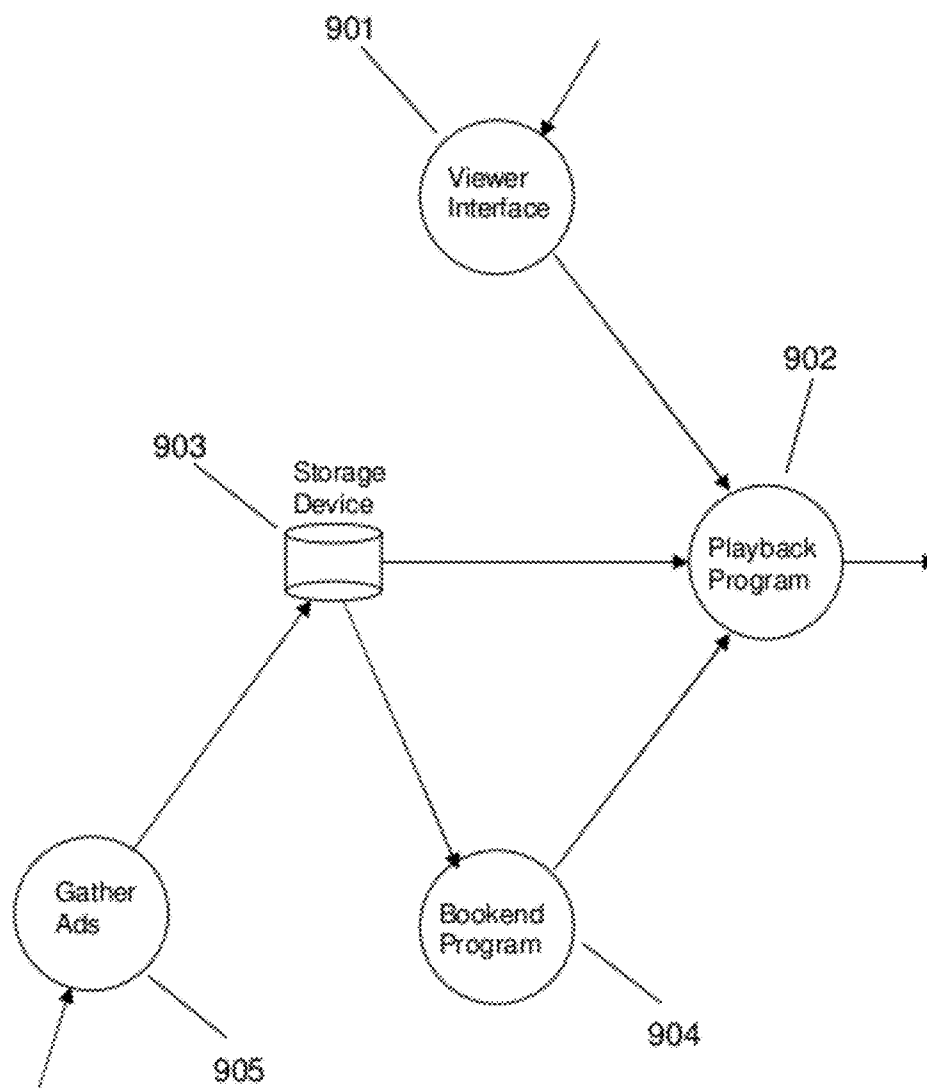 901
Viewer
Interface
902
903
Storage
Device
Playback
Program
Gather
Ads
Bookend
Program
904
905